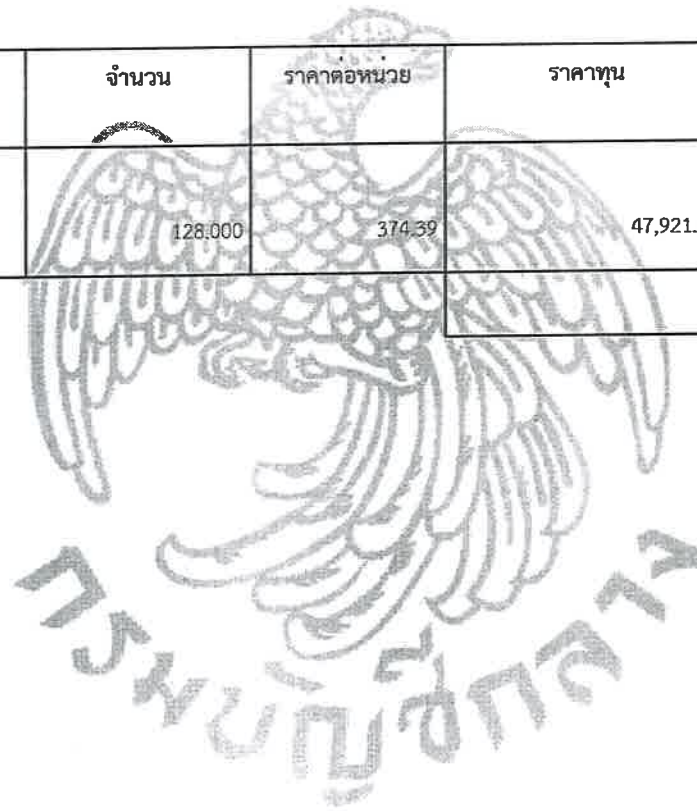 จำนวน ราคาต่อหน่วย ราคาทุน
128.000 374.39 47,921.
กรมบัญชีกลาง